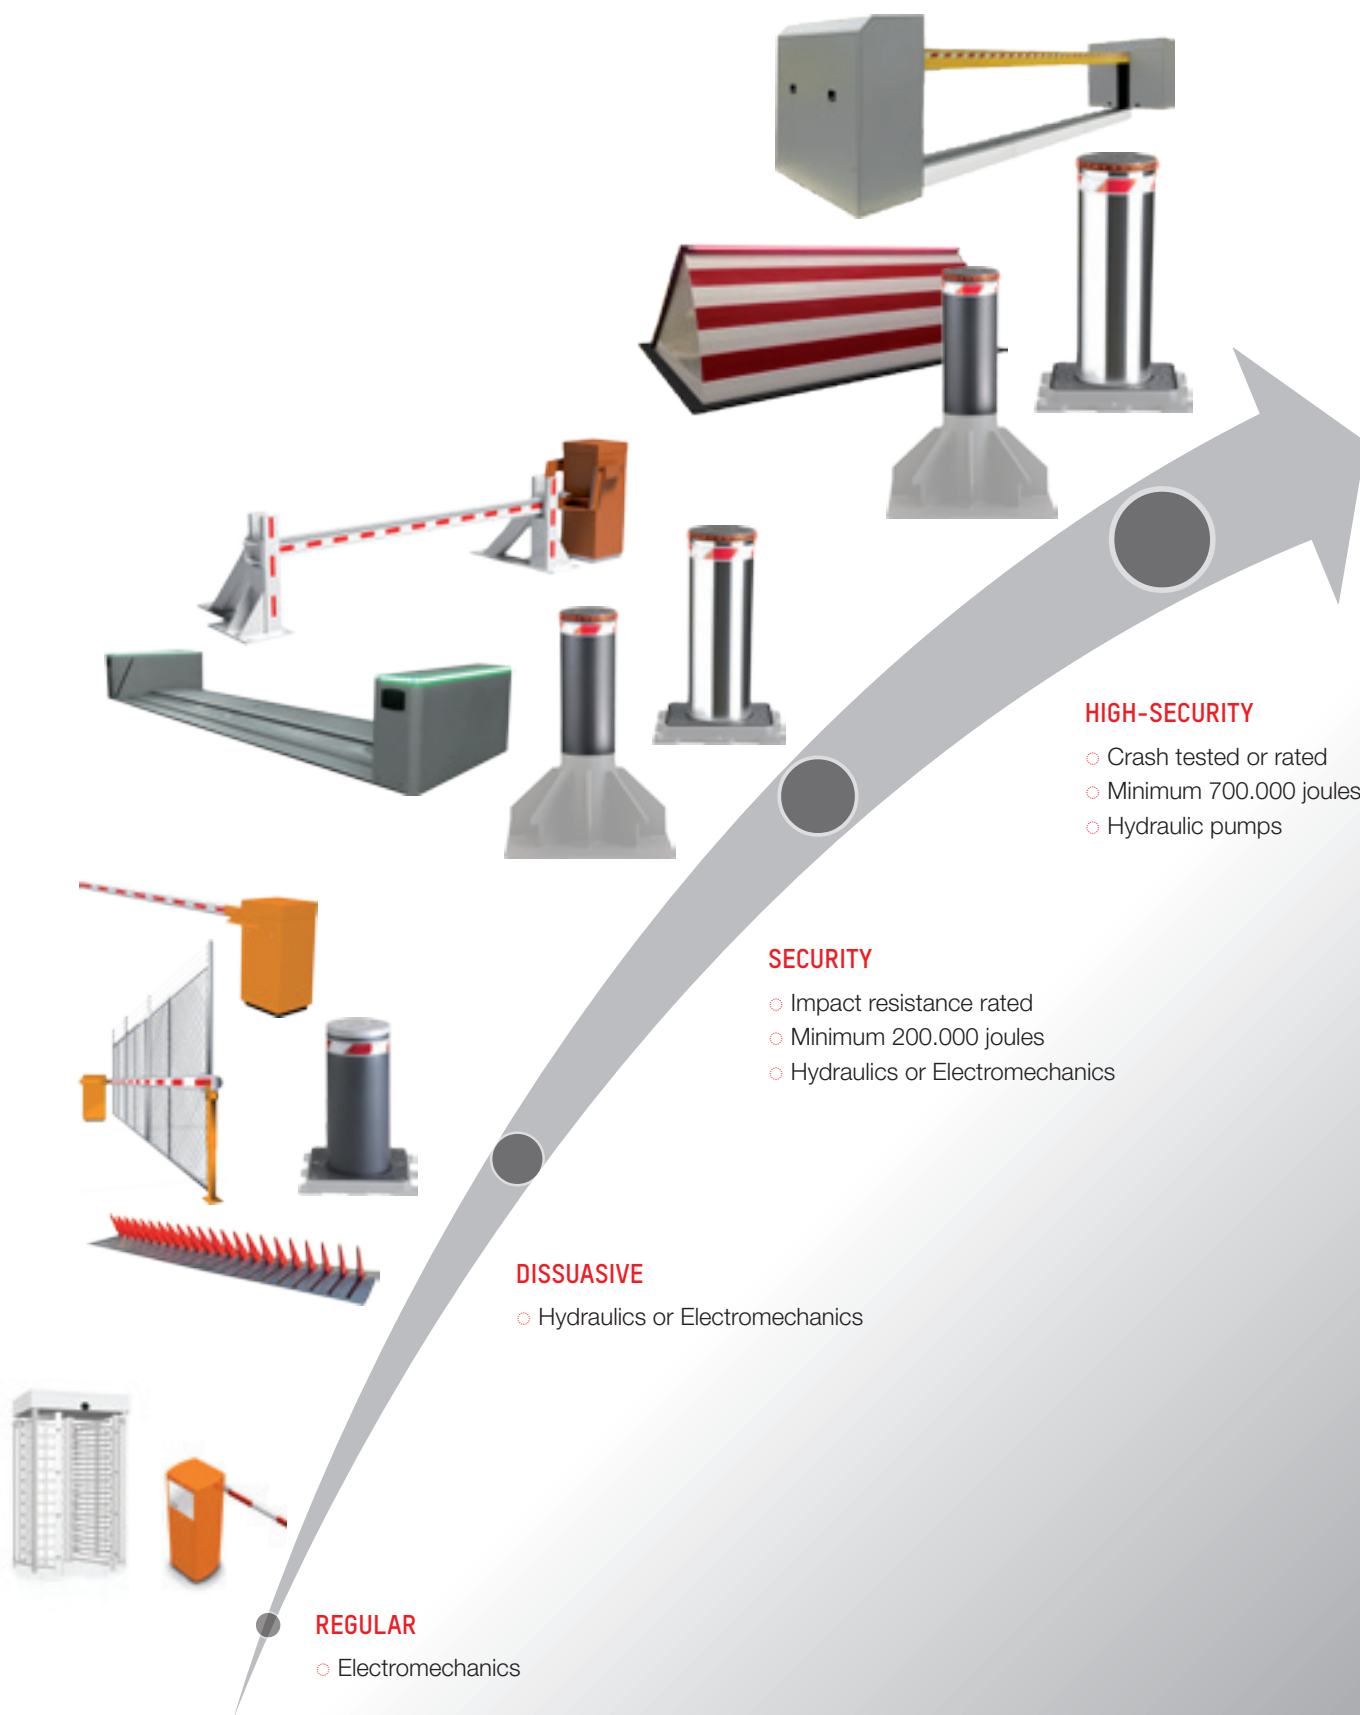 HIGH-SECURITY
Crash tested or rated
Minimum 700.000 joules
Hydraulic pumps
SECURITY
Impact resistance rated
Minimum 200.000 joules
Hydraulics or Electromechanics
DISSUASIVE
Hydraulics or Electromechanics
REGULAR
Electromechanics